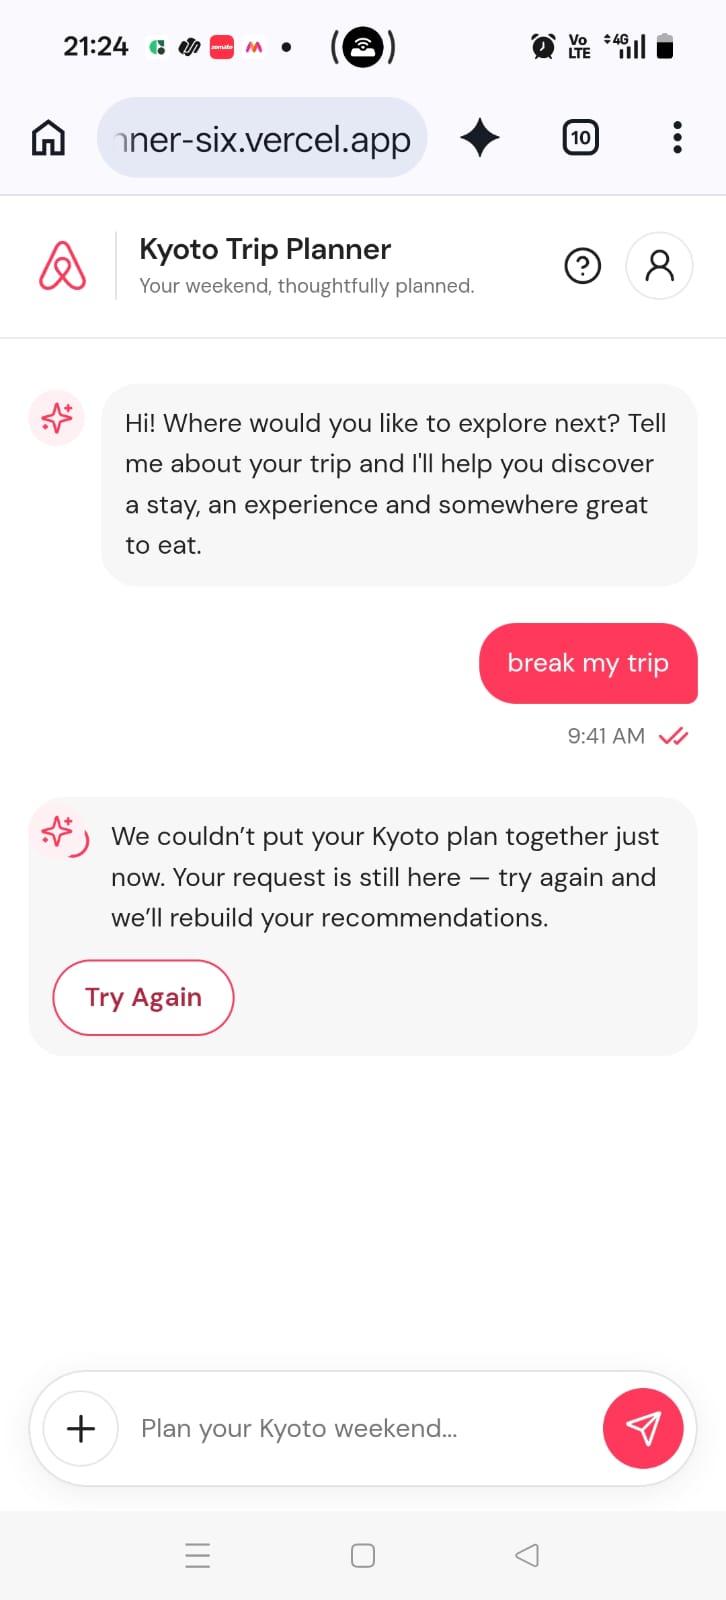 21:24
zomato
Vo
LTE
4G
nner-six.vercel.app
10
Kyoto Trip Planner
Your weekend, thoughtfully planned.
Hi! Where would you like to explore next? Tell
me about your trip and I'll help you discover
a stay, an experience and somewhere great
to eat.
break my trip
9:41 AM
We couldn’t put your Kyoto plan together just
now. Your request is still here — try again and
we’ll rebuild your recommendations.
Try Again
Plan your Kyoto weekend...